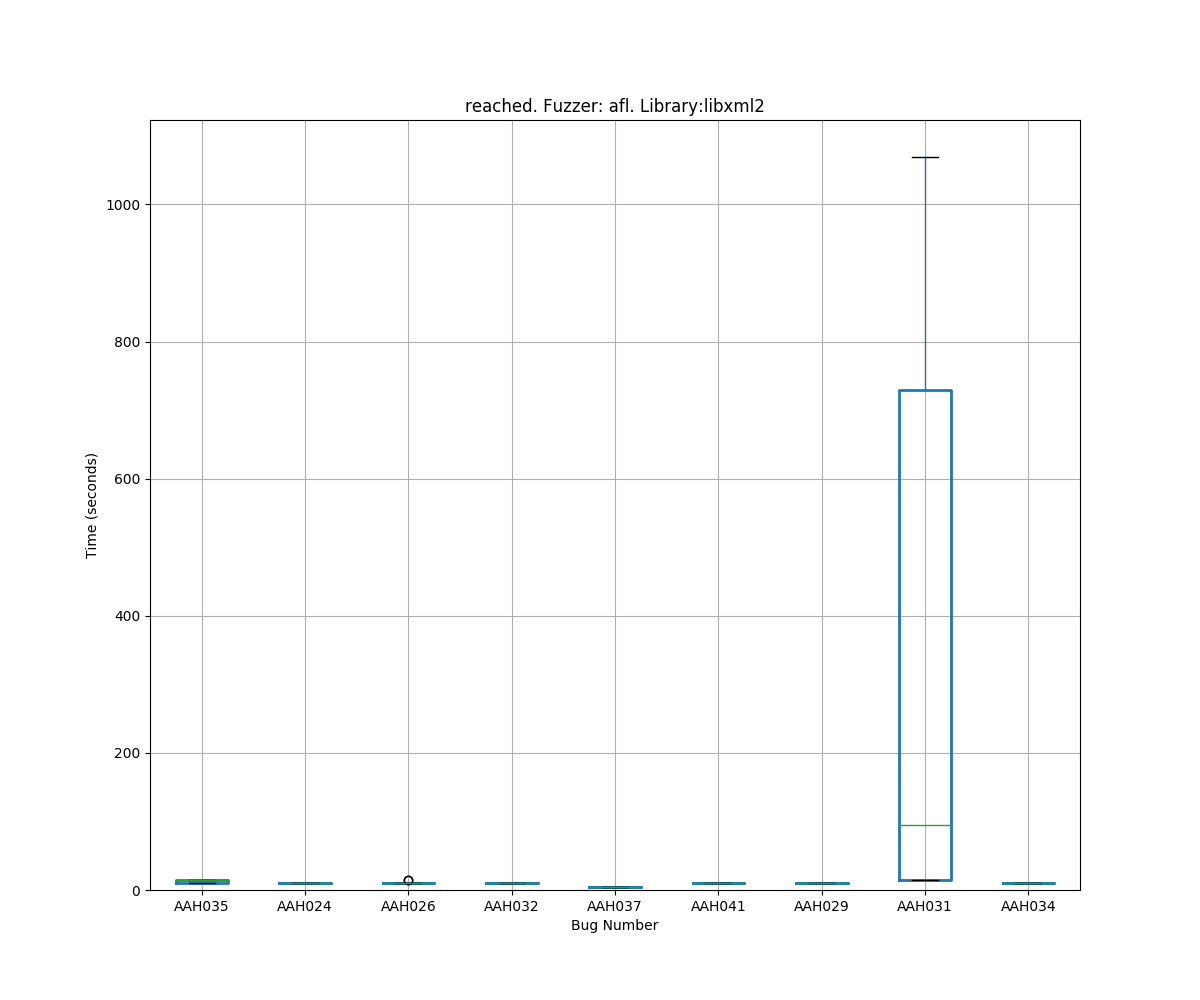 reached. Fuzzer: afl. Library:libxml2
1000
800
600
400
200
0
Time (seconds)
AAH035 AAH024 AAH026 AAH032 AAH037 AAH041 AAH029 AAH031 AAH034
Bug Number